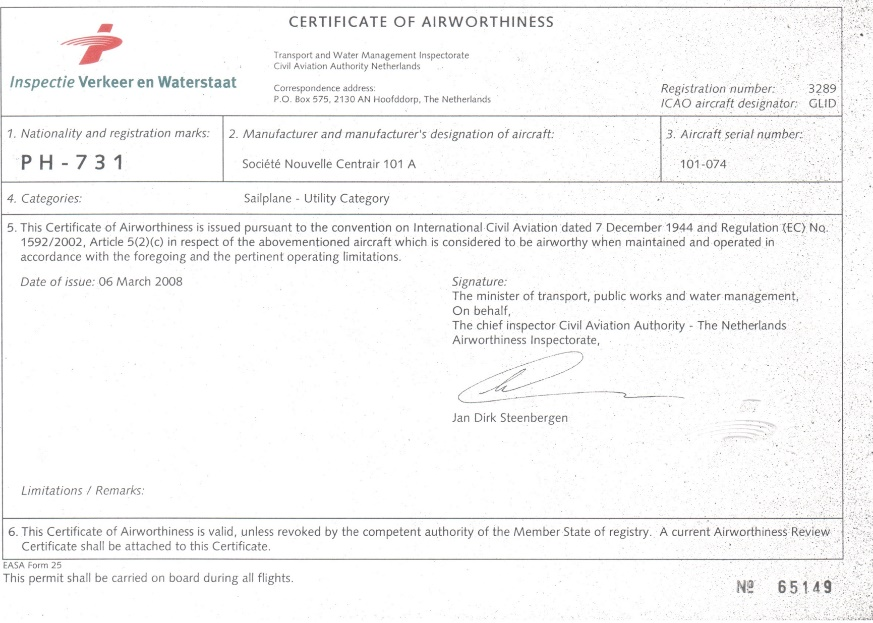 CERTIFICATE OF AIRWORTHINESS
Inspectie Verkeer en Waterstaat
Transport and Water Management Inspectorate
Civil Aviation Authority Netherlands
Correspondence address:
P.O. Box 575, 2130 AN Hoofddorp, The Netherlands
Registration number: 3289
ICAO aircraft designator: GLID
1. Nationality and registration marks:
PH-731
2. Manufacturer and manufacturer's designation of aircraft:
Société Nouvelle Centrair 101 A
3. Aircraft serial number:
101-074
4. Categories: Sailplane - Utility Category
5. This Certificate of Airworthiness is issued pursuant to the convention on International Civil Aviation dated 7 December 1944 and Regulation (EC) No.
1592/2002, Article 5(2)(c) in respect of the abovementioned aircraft which is considered to be airworthy when maintained and operated in
accordance with the foregoing and the pertinent operating limitations.
Date of issue: 06 March 2008
Signature:
The minister of transport, public works and water management,
On behalf,
The chief inspector Civil Aviation Authority - The Netherlands
Airworthiness Inspectorate,
Jan Dirk Steenbergen
Limitations / Remarks:
6. This Certificate of Airworthiness is valid, unless revoked by the competent authority of the Member State of registry. A current Airworthiness Review
Certificate shall be attached to this Certificate.
EASA Form 25
This permit shall be carried on board during all flights.
Nº 65149